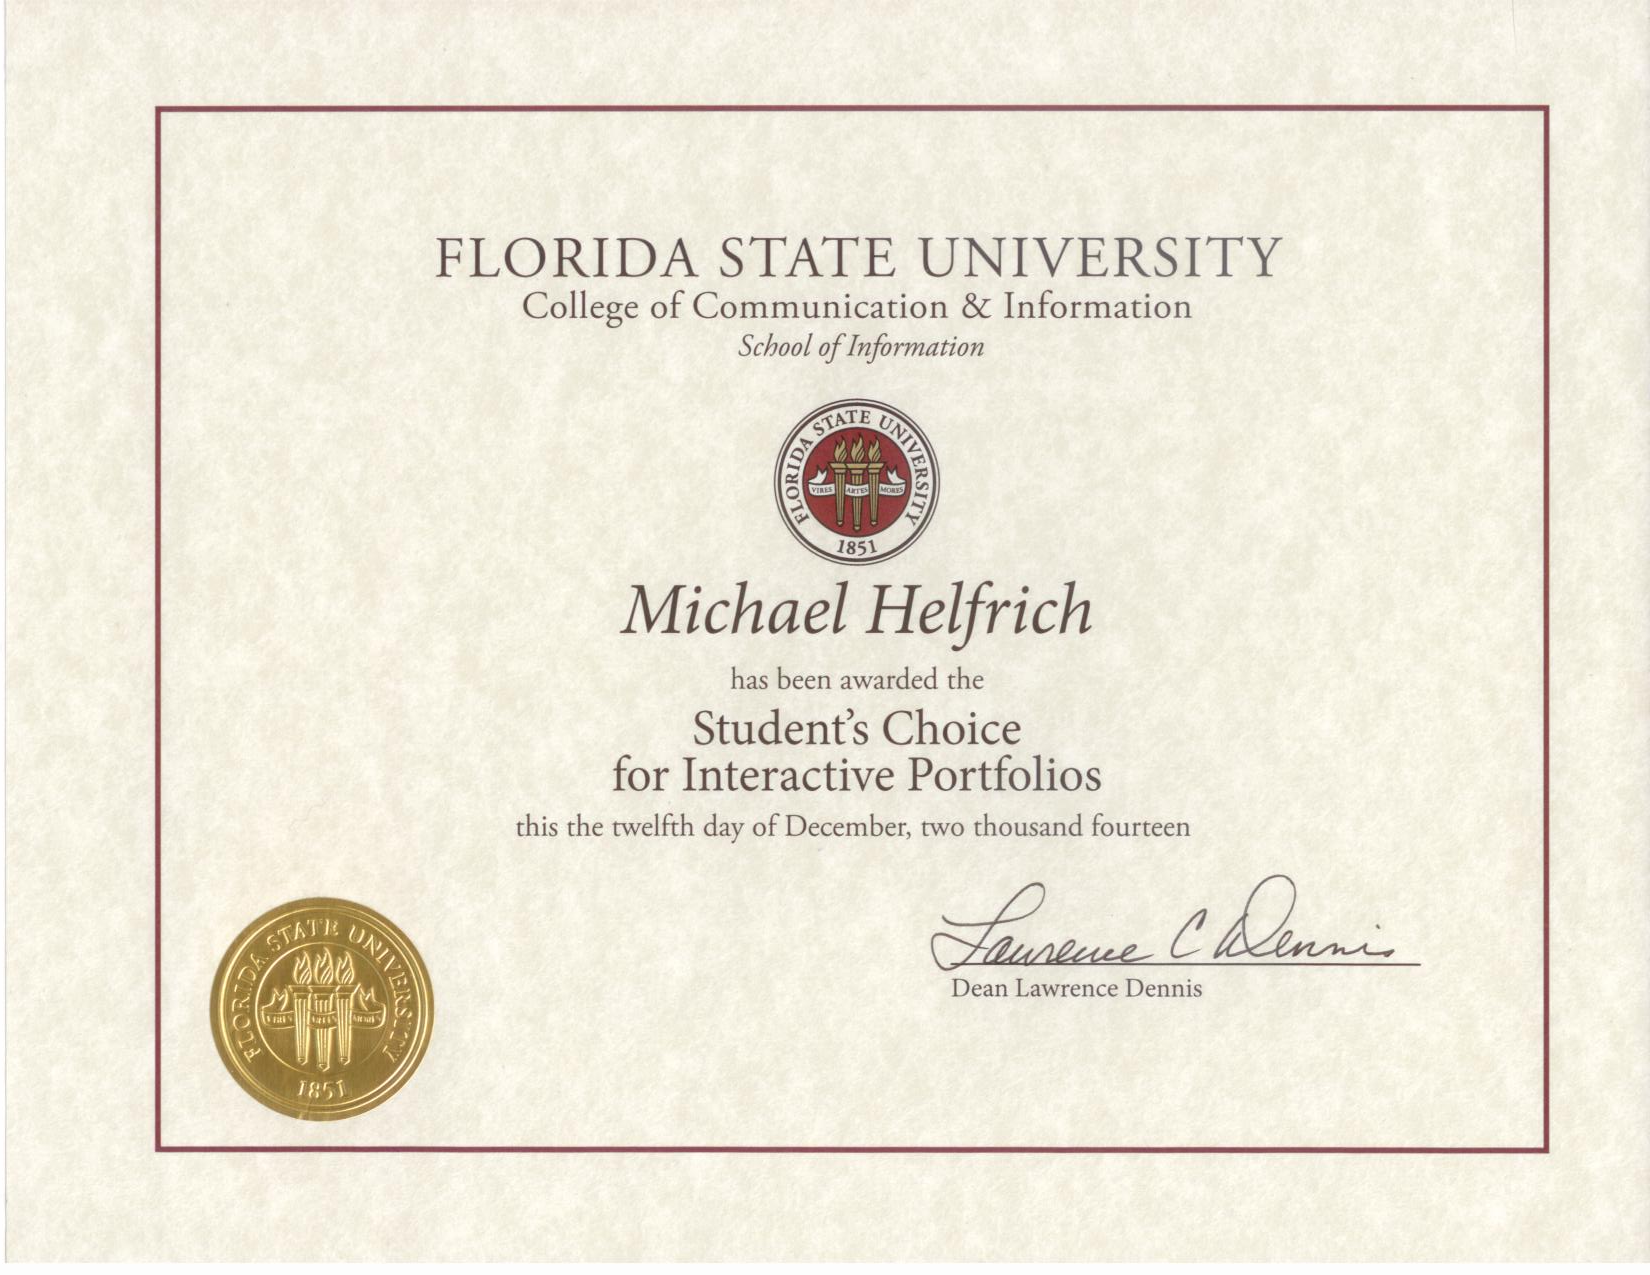 FLORIDA STATE UNIVERSITY
College of Communication & Information
School of Information
FLORIDA STATE UNIVERSITY
VIRES ARTES MORES
1851
Michael Helfrich
has been awarded the
Student's Choice
for Interactive Portfolios
this the twelfth day of December, two thousand fourteen
Lawrence C Dennis
Dean Lawrence Dennis
FLORIDA STATE UNIVERSITY
VIRES ARTES MORES
1851